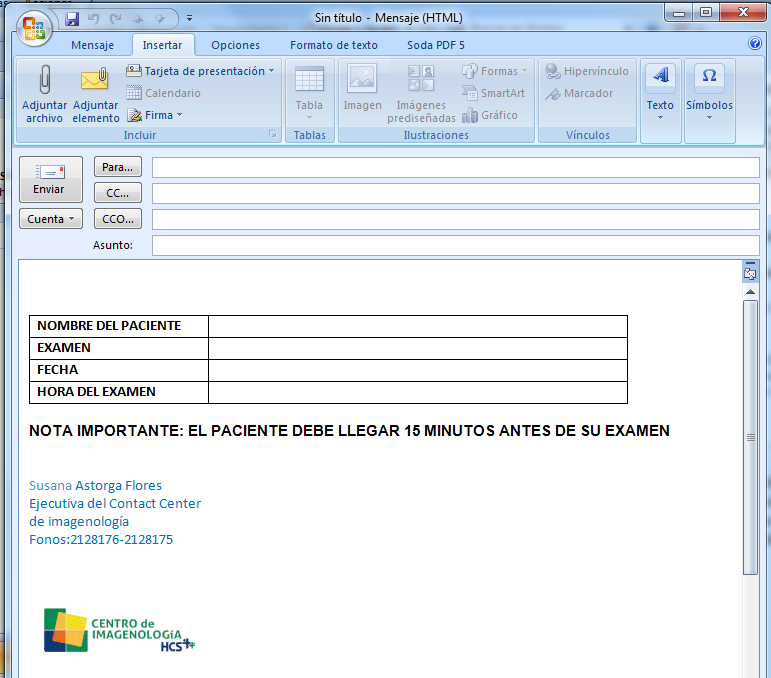 Sin título - Mensaje (HTML)
Mensaje Insertar Opciones Formato de texto Soda PDF 5
Adjuntar archivo
Adjuntar elemento
Tarjeta de presentación
Calendario
Firma
Incluir
Tabla
Tablas
Imagen
Imágenes prediseñadas
Formas
SmartArt
Gráfico
Ilustraciones
Hipervínculo
Marcador
Vínculos
Texto
Ω
Símbolos
Enviar
Cuenta
Para...
CC...
CCO...
Asunto:
NOMBRE DEL PACIENTE
EXAMEN
FECHA
HORA DEL EXAMEN
NOTA IMPORTANTE: EL PACIENTE DEBE LLEGAR 15 MINUTOS ANTES DE SU EXAMEN
Susana Astorga Flores
Ejecutiva del Contact Center
de imagenología
Fonos:2128176-2128175
CENTRO de
IMAGENOLOGÍA
HCS